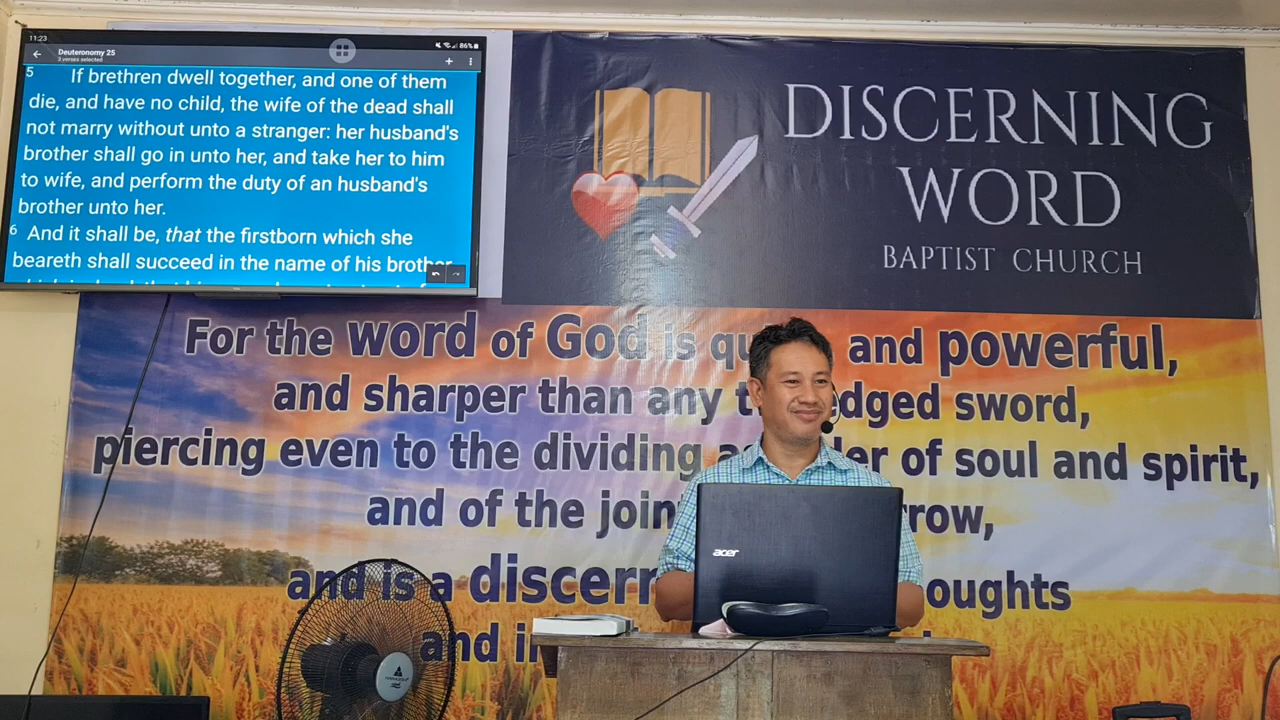 11:23
86%
Deuteronomy 25
3 verses selected
5 If brethren dwell together, and one of them
die, and have no child, the wife of the dead shall
not marry without unto a stranger: her husband's
brother shall go in unto her, and take her to him
to wife, and perform the duty of an husband's
brother unto her.
6 And it shall be, that the firstborn which she
beareth shall succeed in the name of his brother
DISCERNING
WORD
BAPTIST CHURCH
For the word of God is and powerful,
and sharper than any edged sword,
piercing even to the dividing of soul and spirit,
and of the
and is a
and
acer